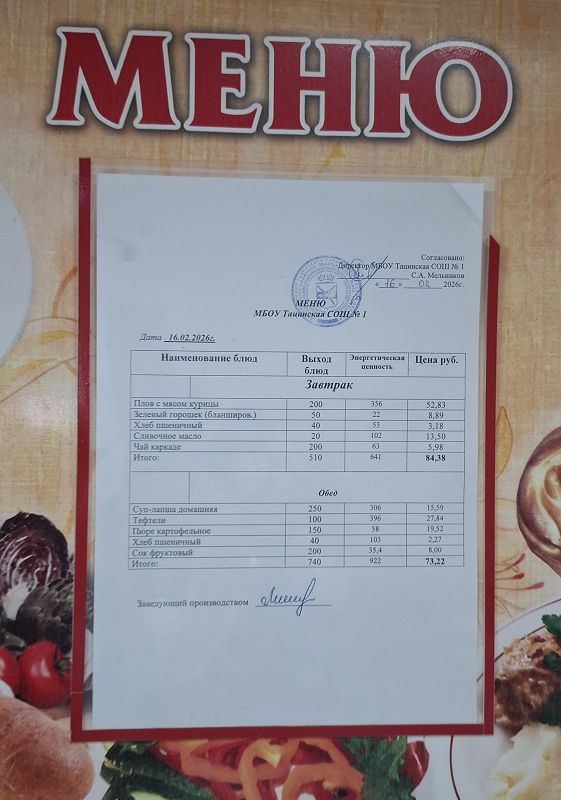 МЕНЮ
Согласовано:
Директор МБОУ Тацинская СОШ № 1
С.А. Мельников
« 16 » 02 2026г.
МЕНЮ
МБОУ Тацинская СОШ № 1
Дата 16.02.2026г.
Наименование блюд Выход блюд Энергетическая ценность Цена руб.
Завтрак
Плов с мясом курицы 200 356 52,83
Зеленый горошек (бланширов.) 50 22 8,89
Хлеб пшеничный 40 53 3,18
Сливочное масло 20 102 13,50
Чай каркаде 200 63 5,98
Итого: 510 641 84,38
Обед
Суп-лапша домашняя 250 306 15,59
Тефтели 100 396 27,84
Пюре картофельное 150 58 19,52
Хлеб пшеничный 40 103 2,27
Сок фруктовый 200 35,4 8,00
Итого: 740 922 73,22
Заведующий производством